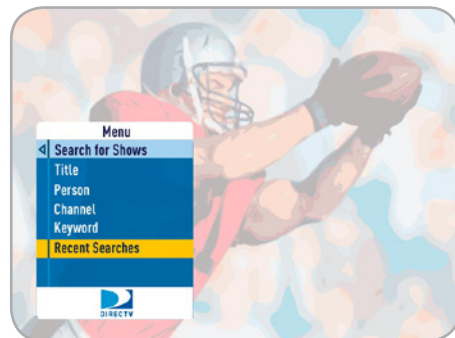 Menu
Search for Shows
Title
Person
Channel
Keyword
Recent Searches
DIRECTV